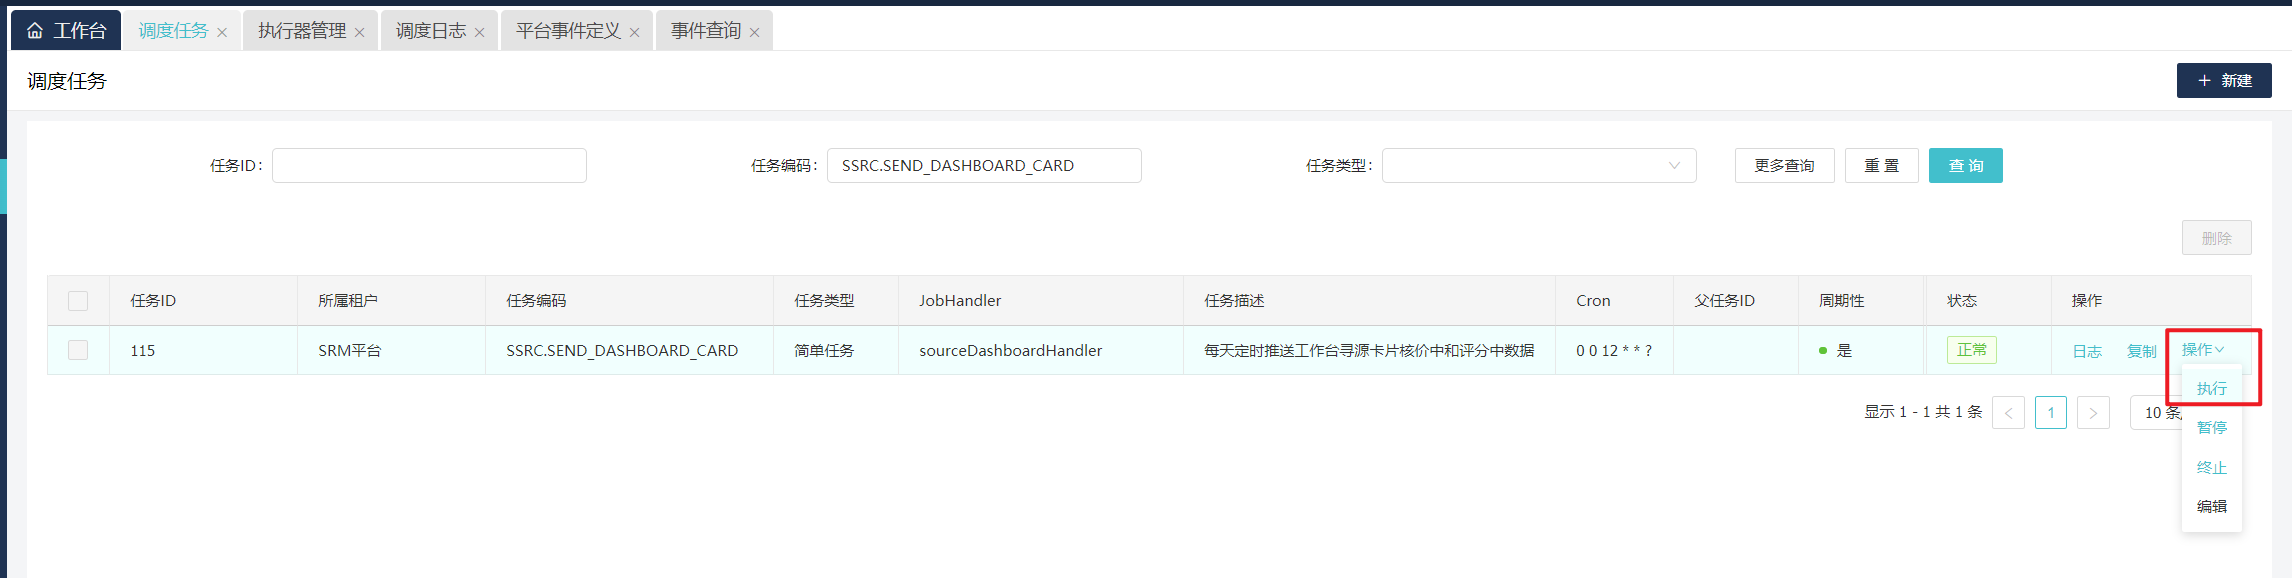 工作台 调度任务 执行器管理 调度日志 平台事件定义 事件查询
调度任务
新建
任务ID: 任务编码: SSRC.SEND_DASHBOARD_CARD 任务类型: 更多查询 重 置 查 询
删除
任务ID 所属租户 任务编码 任务类型 JobHandler 任务描述 Cron 父任务ID 周期性 状态 操作
115 SRM平台 SSRC.SEND_DASHBOARD_CARD 简单任务 sourceDashboardHandler 每天定时推送工作台寻源卡片核价中和评分中数据 0 0 12 * * ? 是 正常 日志 复制 操作
执行
显示 1 - 1 共 1 条 1 10 条
暂停
终止
编辑